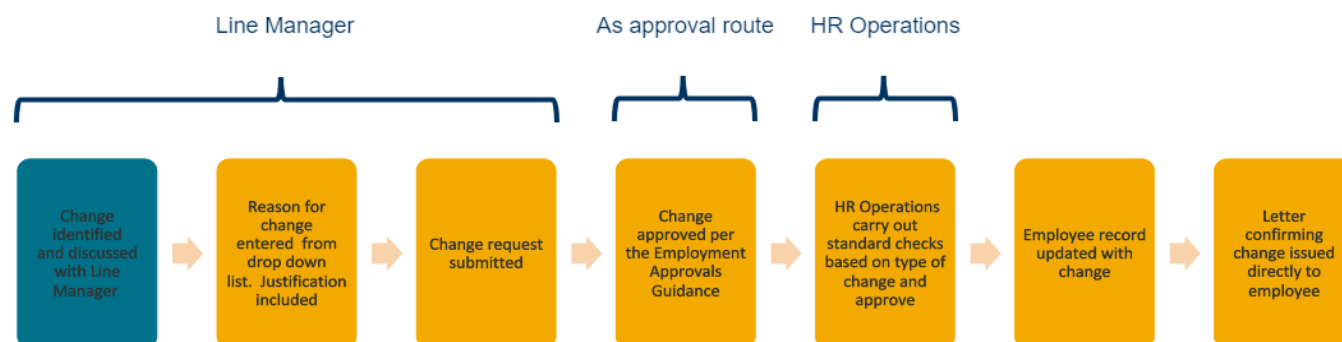 Line Manager
As approval route
HR Operations
Change
identified
and discussed
with Line
Manager
Reason for
change
entered from
drop down
list. Justification
included
Change request
submitted
Change
approved per
the Employment
Approvals
Guidance
HR Operations
carry out
standard checks
based on type of
change and
approve
Employee record
updated with
change
Letter
confirming
change issued
directly to
employee